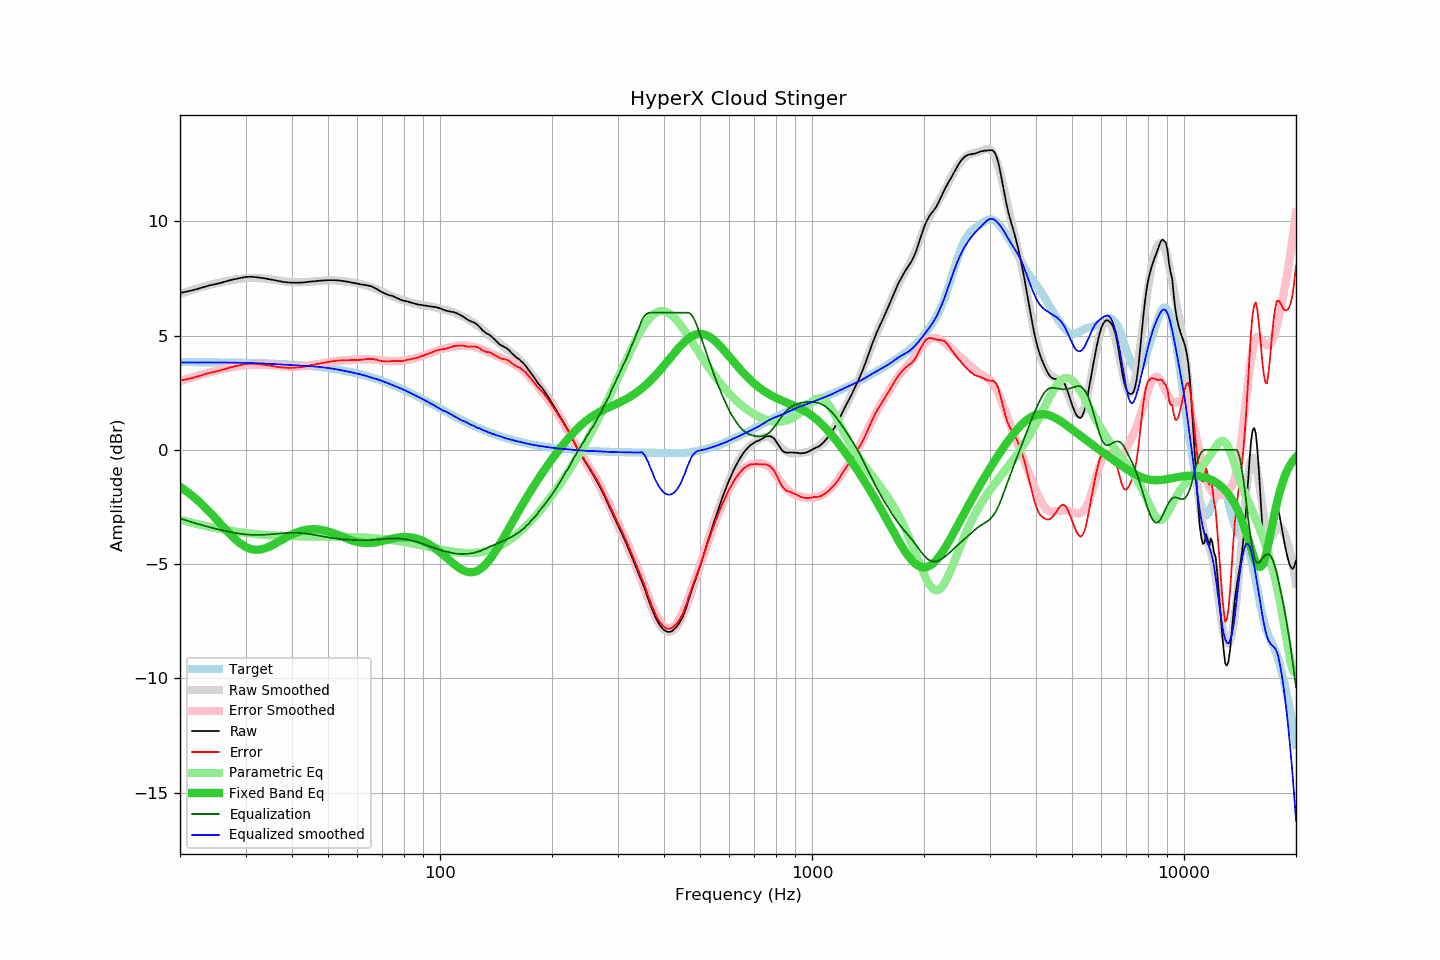 HyperX Cloud Stinger
Amplitude (dBr)
10
5
0
−5
−10
−15
Target
Raw Smoothed
Error Smoothed
Raw
Error
Parametric Eq
Fixed Band Eq
Equalization
Equalized smoothed
100
1000
10000
Frequency (Hz)